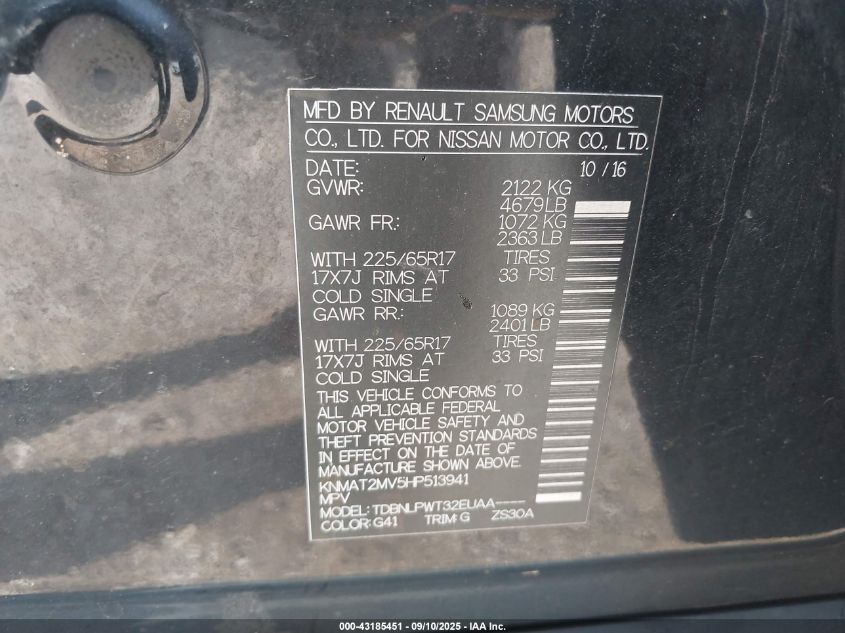 MFD BY RENAULT SAMSUNG MOTORS
CO., LTD. FOR NISSAN MOTOR CO., LTD.
DATE: 10 / 16
GVWR: 2122 KG
4679 LB
GAWR FR.: 1072 KG
2363 LB
WITH 225/65R17 TIRES
17X7J RIMS AT 33 PSI
COLD SINGLE
GAWR RR.: 1089 KG
2401 LB
WITH 225/65R17 TIRES
17X7J RIMS AT 33 PSI
COLD SINGLE
THIS VEHICLE CONFORMS TO
ALL APPLICABLE FEDERAL
MOTOR VEHICLE SAFETY AND
THEFT PREVENTION STANDARDS
IN EFFECT ON THE DATE OF
MANUFACTURE SHOWN ABOVE.
KNMAT2MV5HP513941
MPV
MODEL: TDBNLPWT32EUAA----
COLOR: G41 TRIM: G ZS30A
000-43185451 - 09/10/2025 - IAA Inc.